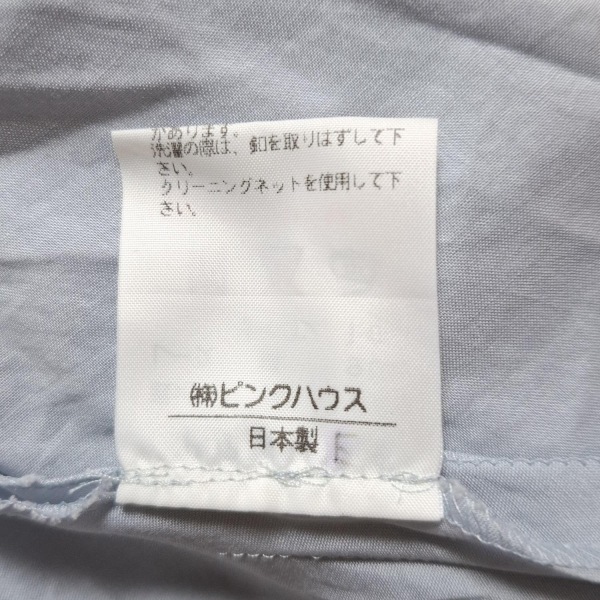 があります。
洗濯の際は、釦を取りはずして下
さい。
クリーニングネットを使用して下
さい。
㈱ピンクハウス
日本製